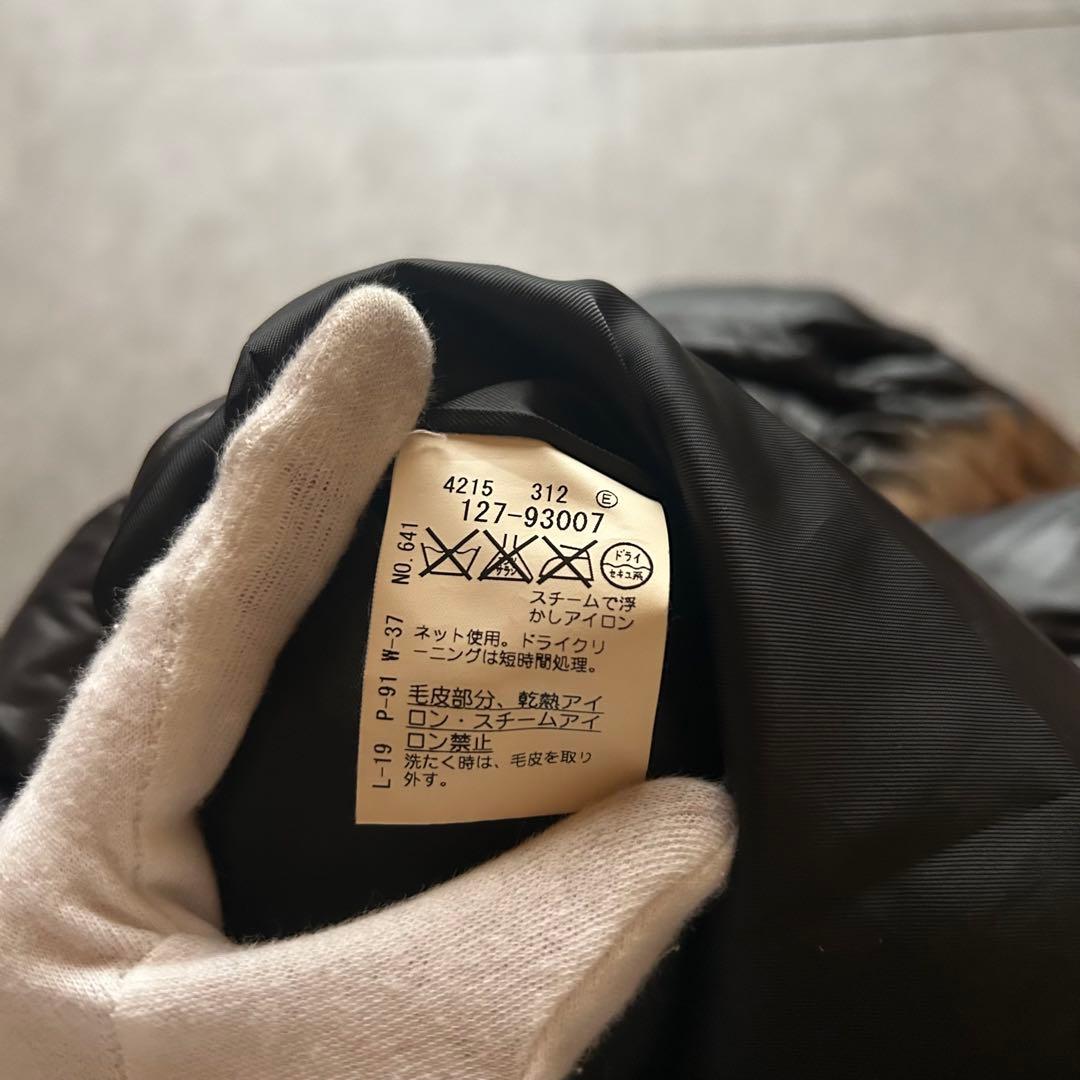 4215 312 Ⓔ
127-93007
ドライ
セキユ系
スチームで浮
かしアイロン
ネット使用。ドライクリ
ーニングは短時間処理。
毛皮部分、乾熱アイ
ロン・スチームアイ
ロン禁止
洗たく時は、毛皮を取り
外す。
L-19 P-91 W-37 NO.641